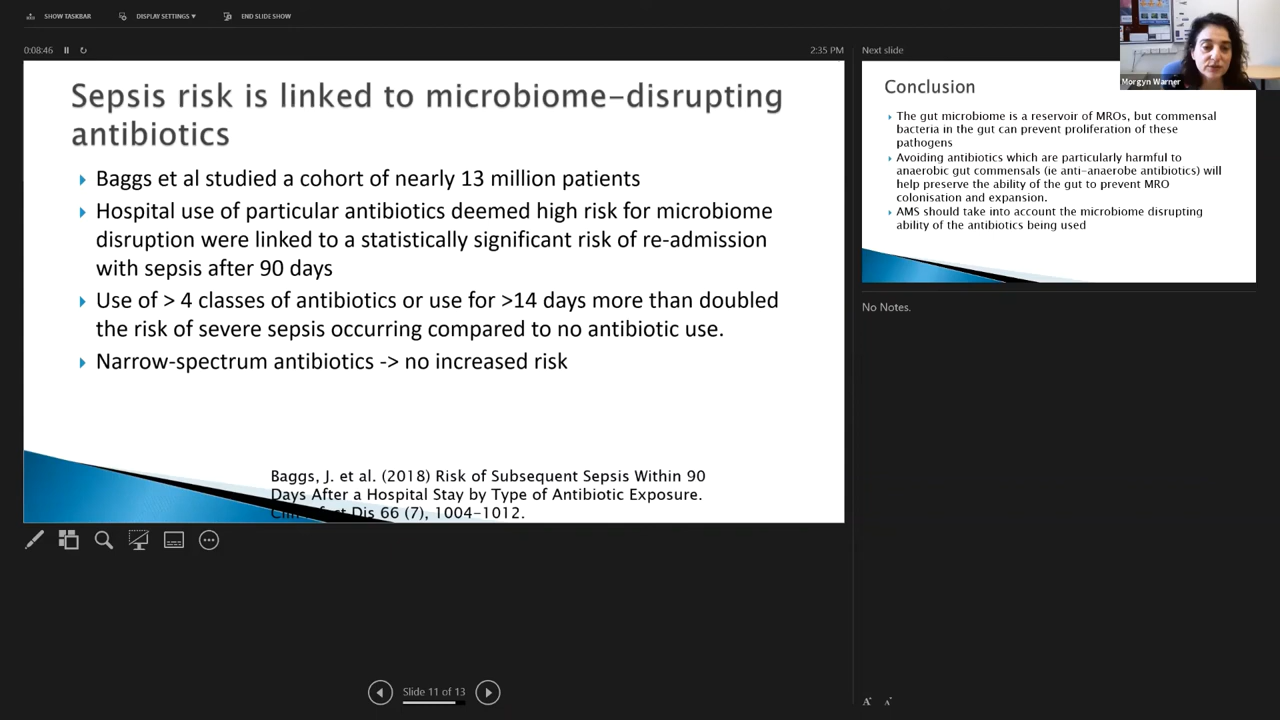 SHOW TASKBAR
DISPLAY SETTINGS ▾
END SLIDE SHOW
0:08:46
2:35 PM
Sepsis risk is linked to microbiome-disrupting
antibiotics
Baggs et al studied a cohort of nearly 13 million patients
Hospital use of particular antibiotics deemed high risk for microbiome
disruption were linked to a statistically significant risk of re-admission
with sepsis after 90 days
Use of > 4 classes of antibiotics or use for >14 days more than doubled
the risk of severe sepsis occurring compared to no antibiotic use.
Narrow-spectrum antibiotics -> no increased risk
Baggs, J. et al. (2018) Risk of Subsequent Sepsis Within 90
Days After a Hospital Stay by Type of Antibiotic Exposure.
Dis 66 (7), 1004-1012.
Slide 11 of 13
Next slide
Morgyn Warner
Conclusion
The gut microbiome is a reservoir of MROs, but commensal
bacteria in the gut can prevent proliferation of these
pathogens
Avoiding antibiotics which are particularly harmful to
anaerobic gut commensals (ie anti-anaerobe antibiotics) will
help preserve the ability of the gut to prevent MRO
colonisation and expansion.
AMS should take into account the microbiome disrupting
ability of the antibiotics being used
No Notes.
A A